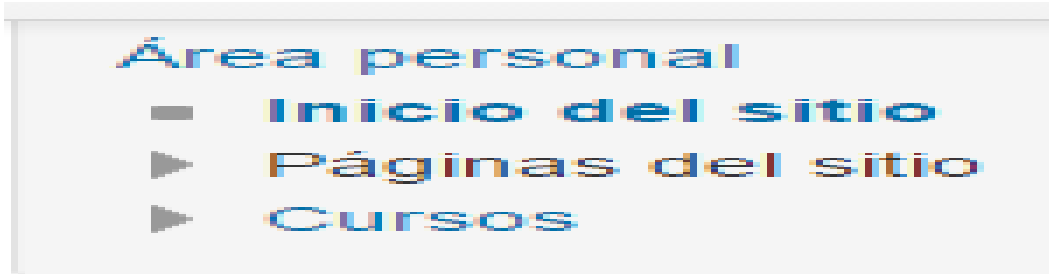 Área personal
Inicio del sitio
Páginas del sitio
Cursos